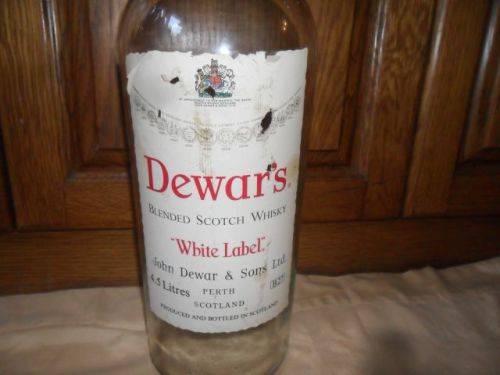 Dewar's
BLENDED SCOTCH WHISKY
"White Label"
John Dewar & Sons Ltd.
4.5 Litres PERTH
SCOTLAND
PRODUCED AND BOTTLED IN SCOTLAND